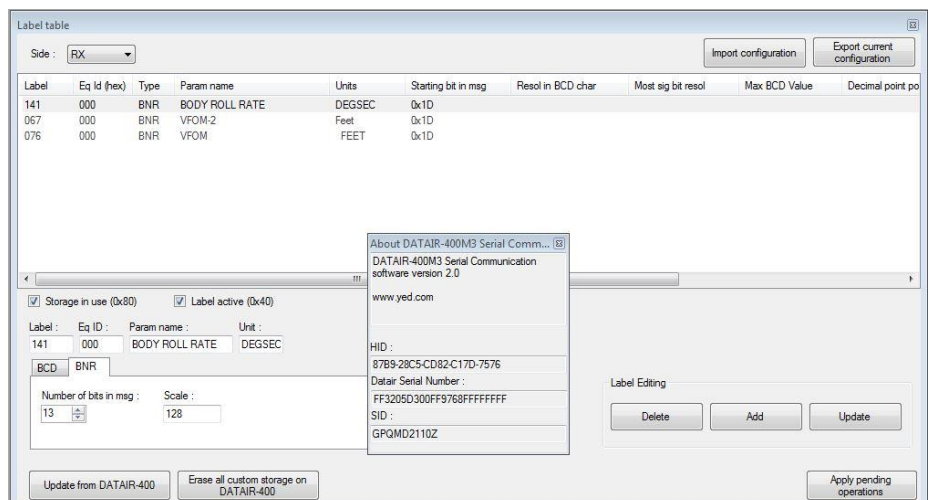 Label table
Side : RX
Import configuration
Export current
configuration
Label Eq Id (hex) Type Param name Units Starting bit in msg Resol in BCD char Most sig bit resol Max BCD Value Decimal point po
141 000 BNR BODY ROLL RATE DEGSEC 0x1D
067 000 BNR VFOM-2 Feet 0x1D
076 000 BNR VFOM FEET 0x1D
About DATAIR-400M3 Serial Comm...
DATAIR-400M3 Serial Communication
software version 2.0
www.yed.com
HID :
87B9-28C5-CD82-C17D-7576
Datair Serial Number :
FF3205D300FF9768FFFFFFFF
SID :
GPQMD2110Z
Storage in use (0x80) Label active (0x40)
Label : Eq ID : Param name : Unit :
141 000 BODY ROLL RATE DEGSEC
BCD BNR
Number of bits in msg : Scale :
13 128
Label Editing
Delete Add Update
Update from DATAIR-400
Erase all custom storage on
DATAIR-400
Apply pending
operations